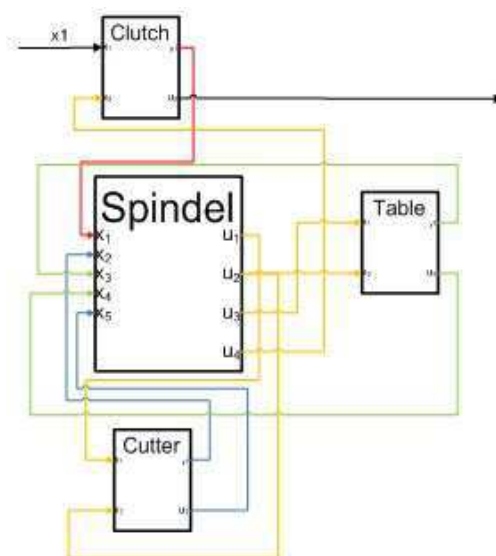 x1
Clutch
Spindel
x₁
x₂
x₃
x₄
x₅
u₁
u₂
u₃
u₄
Table
Cutter